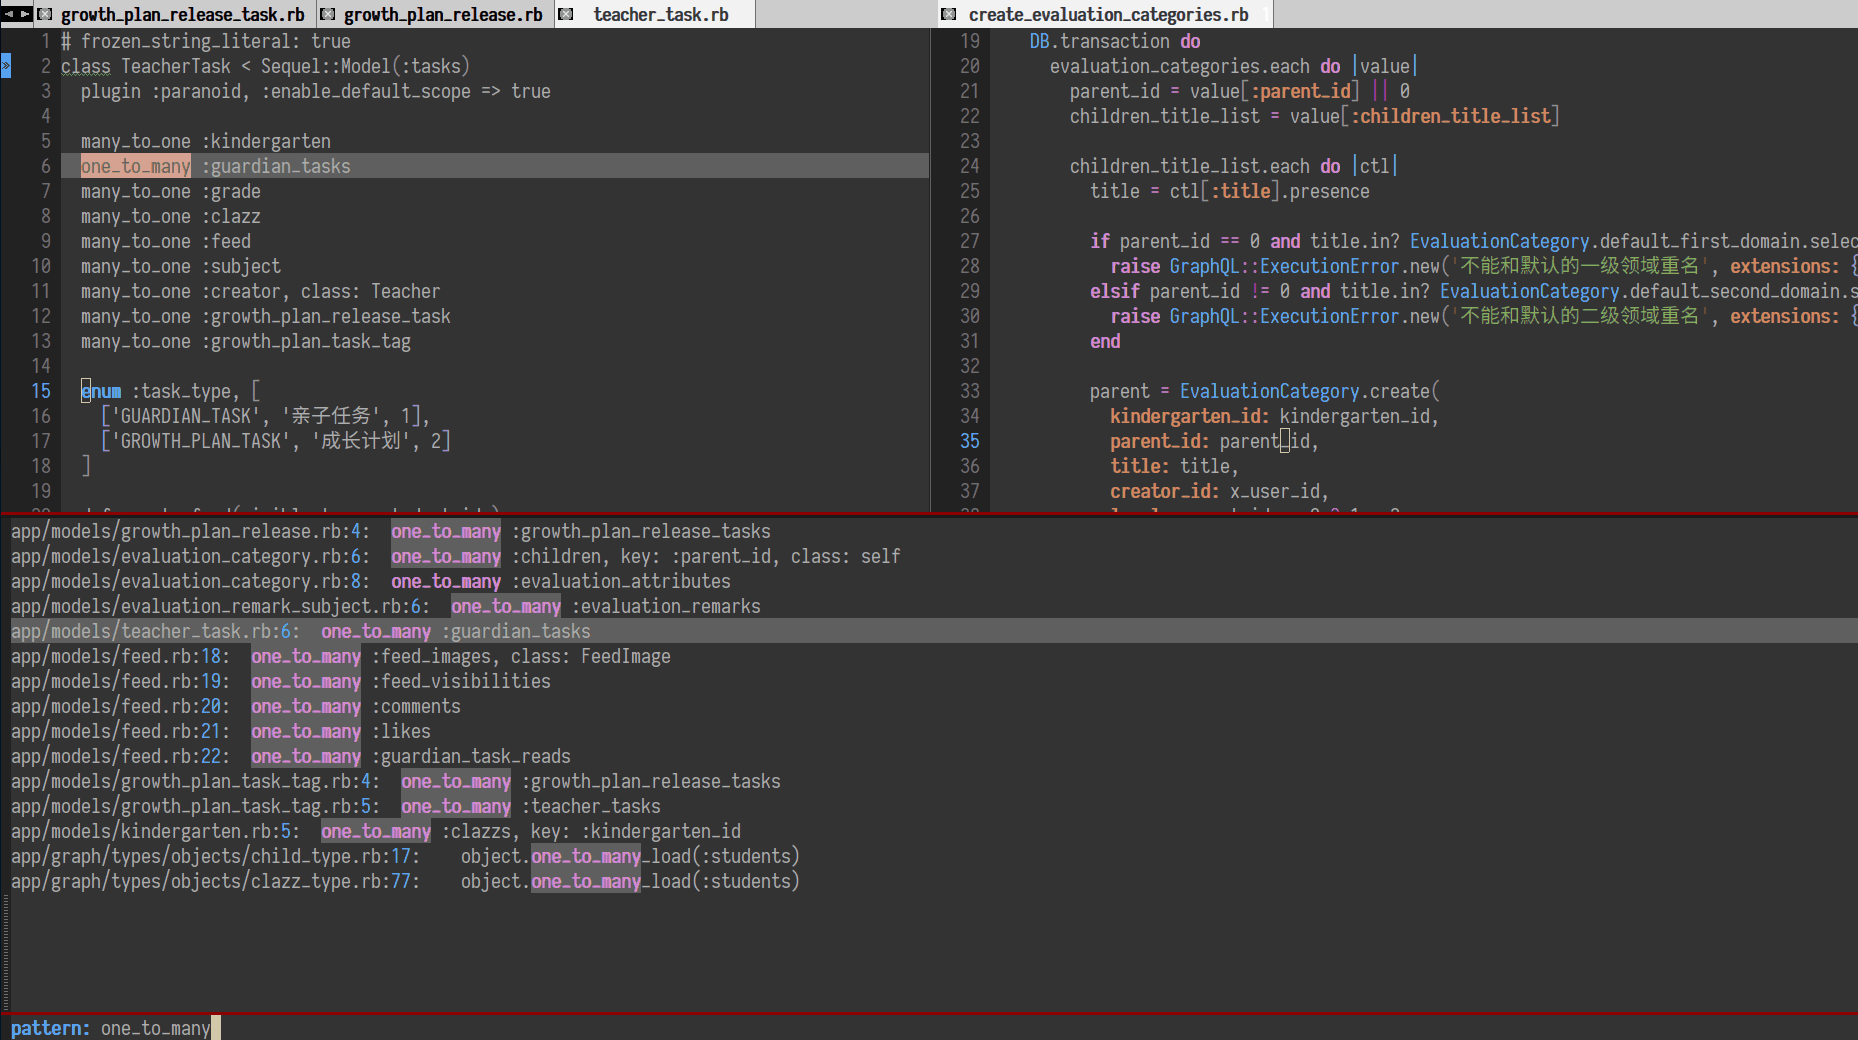 growth_plan_release_task.rb growth_plan_release.rb teacher_task.rb
1 # frozen_string_literal: true
2 class TeacherTask < Sequel::Model(:tasks)
3 plugin :paranoid, :enable_default_scope => true
4
5 many_to_one :kindergarten
6 one_to_many :guardian_tasks
7 many_to_one :grade
8 many_to_one :clazz
9 many_to_one :feed
10 many_to_one :subject
11 many_to_one :creator, class: Teacher
12 many_to_one :growth_plan_release_task
13 many_to_one :growth_plan_task_tag
14
15 enum :task_type, [
16 ['GUARDIAN_TASK', '亲子任务', 1],
17 ['GROWTH_PLAN_TASK', '成长计划', 2]
18 ]
19
create_evaluation_categories.rb 1
19 DB.transaction do
20 evaluation_categories.each do |value|
21 parent_id = value[:parent_id] || 0
22 children_title_list = value[:children_title_list]
23
24 children_title_list.each do |ctl|
25 title = ctl[:title].presence
26
27 if parent_id == 0 and title.in? EvaluationCategory.default_first_domain.selec
28 raise GraphQL::ExecutionError.new('不能和默认的一级领域重名', extensions: {
29 elsif parent_id != 0 and title.in? EvaluationCategory.default_second_domain.s
30 raise GraphQL::ExecutionError.new('不能和默认的二级领域重名', extensions: {
31 end
32
33 parent = EvaluationCategory.create(
34 kindergarten_id: kindergarten_id,
35 parent_id: parent_id,
36 title: title,
37 creator_id: x_user_id,
app/models/growth_plan_release.rb:4: one_to_many :growth_plan_release_tasks
app/models/evaluation_category.rb:6: one_to_many :children, key: :parent_id, class: self
app/models/evaluation_category.rb:8: one_to_many :evaluation_attributes
app/models/evaluation_remark_subject.rb:6: one_to_many :evaluation_remarks
app/models/teacher_task.rb:6: one_to_many :guardian_tasks
app/models/feed.rb:18: one_to_many :feed_images, class: FeedImage
app/models/feed.rb:19: one_to_many :feed_visibilities
app/models/feed.rb:20: one_to_many :comments
app/models/feed.rb:21: one_to_many :likes
app/models/feed.rb:22: one_to_many :guardian_task_reads
app/models/growth_plan_task_tag.rb:4: one_to_many :growth_plan_release_tasks
app/models/growth_plan_task_tag.rb:5: one_to_many :teacher_tasks
app/models/kindergarten.rb:5: one_to_many :clazzs, key: :kindergarten_id
app/graph/types/objects/child_type.rb:17: object.one_to_many_load(:students)
app/graph/types/objects/clazz_type.rb:77: object.one_to_many_load(:students)
pattern: one_to_many